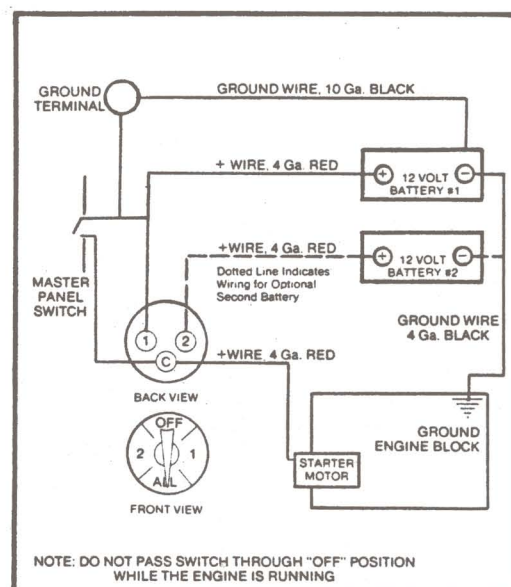 GROUND
TERMINAL
GROUND WIRE, 10 Ga. BLACK
+ WIRE, 4 Ga. RED
+ −
12 VOLT
BATTERY #1
+WIRE, 4 Ga. RED
Dotted Line Indicates
Wiring for Optional
Second Battery
+ −
12 VOLT
BATTERY #2
MASTER
PANEL
SWITCH
GROUND WIRE
4 Ga. BLACK
1 2
C
+WIRE, 4 Ga. RED
BACK VIEW
GROUND
ENGINE BLOCK
STARTER
MOTOR
OFF
2 1
ALL
FRONT VIEW
NOTE: DO NOT PASS SWITCH THROUGH "OFF" POSITION
WHILE THE ENGINE IS RUNNING